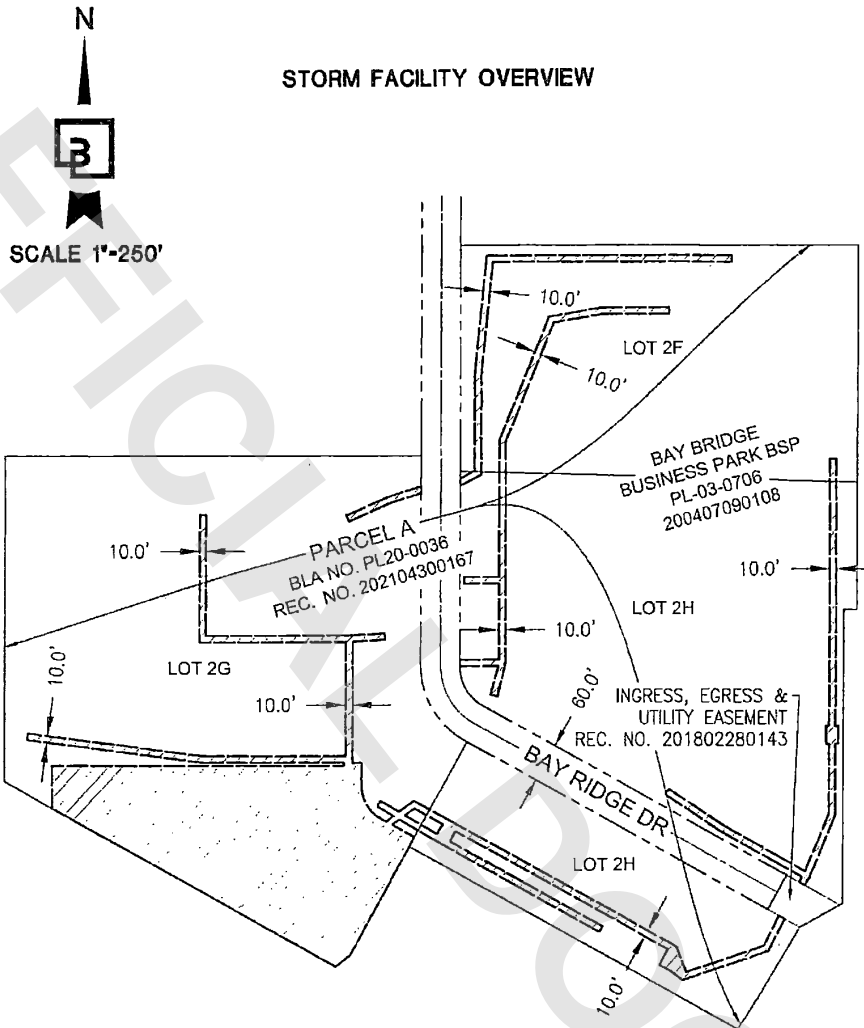 N
STORM FACILITY OVERVIEW
B
SCALE 1"=250'
10.0'
LOT 2F
10.0'
BAY BRIDGE
BUSINESS PARK BSP
PL-03-0706
200407090108
PARCEL A
BLA NO. PL20-0036
REC. NO. 202104300167
10.0'
10.0'
LOT 2H
10.0'
LOT 2G
10.0'
10.0'
60.0'
INGRESS, EGRESS &
UTILITY EASEMENT
REC. NO. 201802280143
BAY RIDGE DR
LOT 2H
10.0'